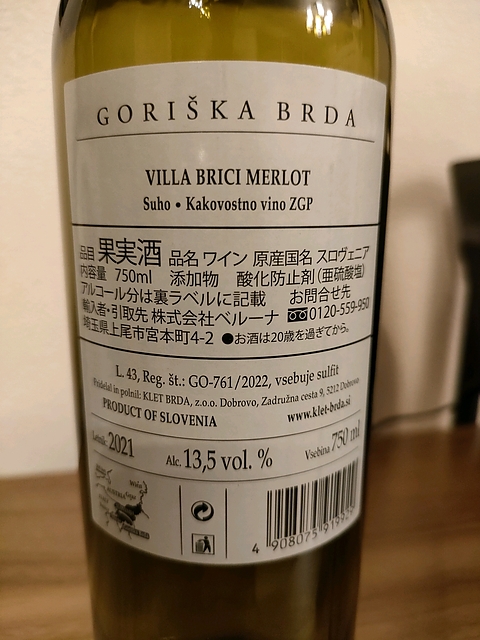 GORIŠKA BRDA
VILLA BRICI MERLOT
Suho • Kakovostno vino ZGP
品目 果実酒 品名 ワイン 原産国名 スロヴェニア
内容量 750ml 添加物 酸化防止剤(亜硫酸塩)
アルコール分は裏ラベルに記載 お問合せ先
輸入者・引取先 株式会社ベルーナ 0120-559-950
埼玉県上尾市宮本町4-2 ●お酒は20歳を過ぎてから。
L. 43, Reg. št.: GO-761/2022, vsebuje sulfit
Pridelal in polnil: KLET BRDA, z.o.o. Dobrovo, Zadružna cesta 9, 5212 Dobrovo
PRODUCT OF SLOVENIA www.klet-brda.si
Letnik: 2021 Alc. 13,5 vol. % Vsebina 750 ml
4 908075